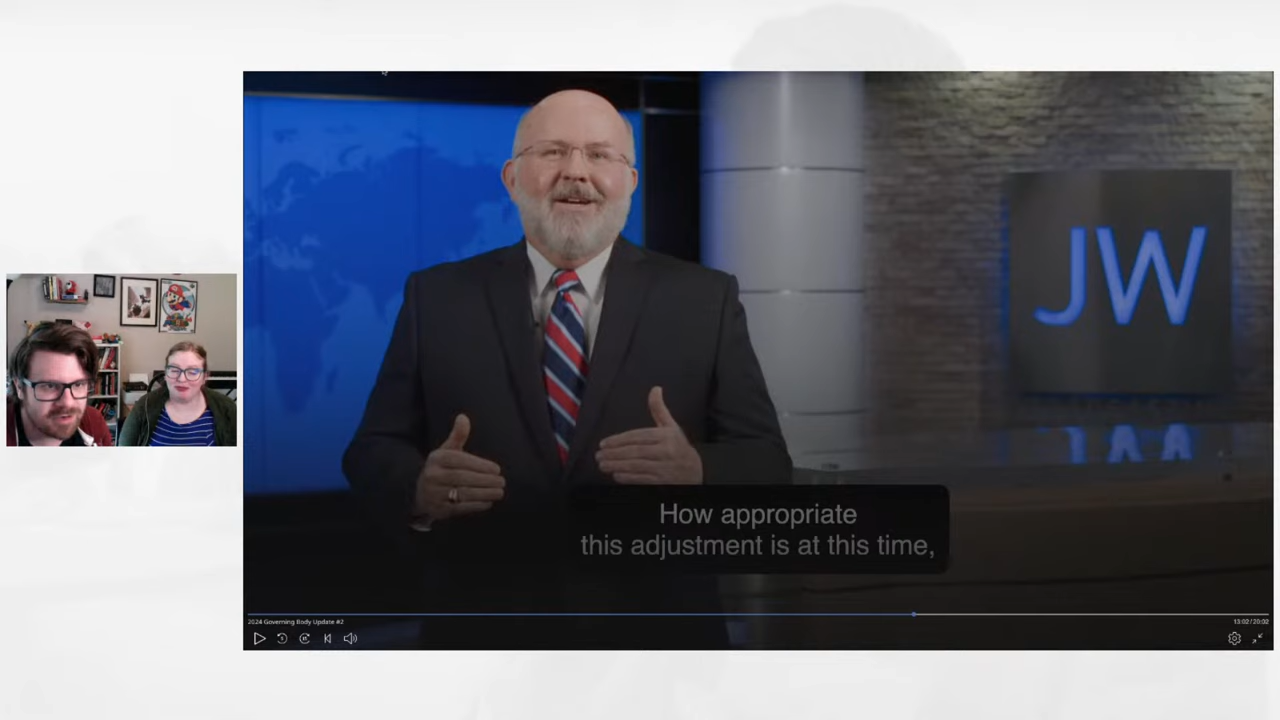 JW
How appropriate
this adjustment is at this time,
2024 Governing Body Update #2
13:02/20:02